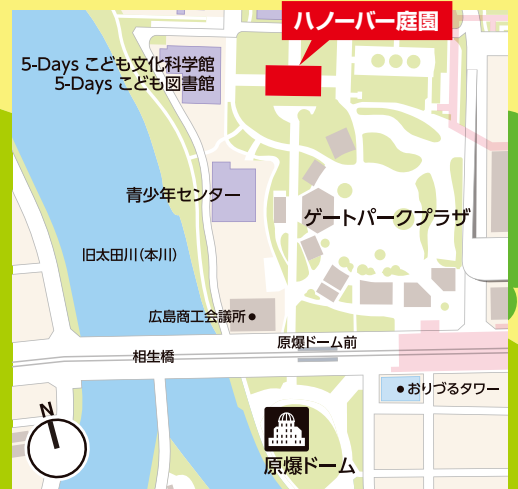 ハノーバー庭園
5-Days こども文化科学館
5-Days こども図書館
青少年センター
ゲートパークプラザ
旧太田川（本川）
広島商工会議所
原爆ドーム前
相生橋
おりづるタワー
N
原爆ドーム